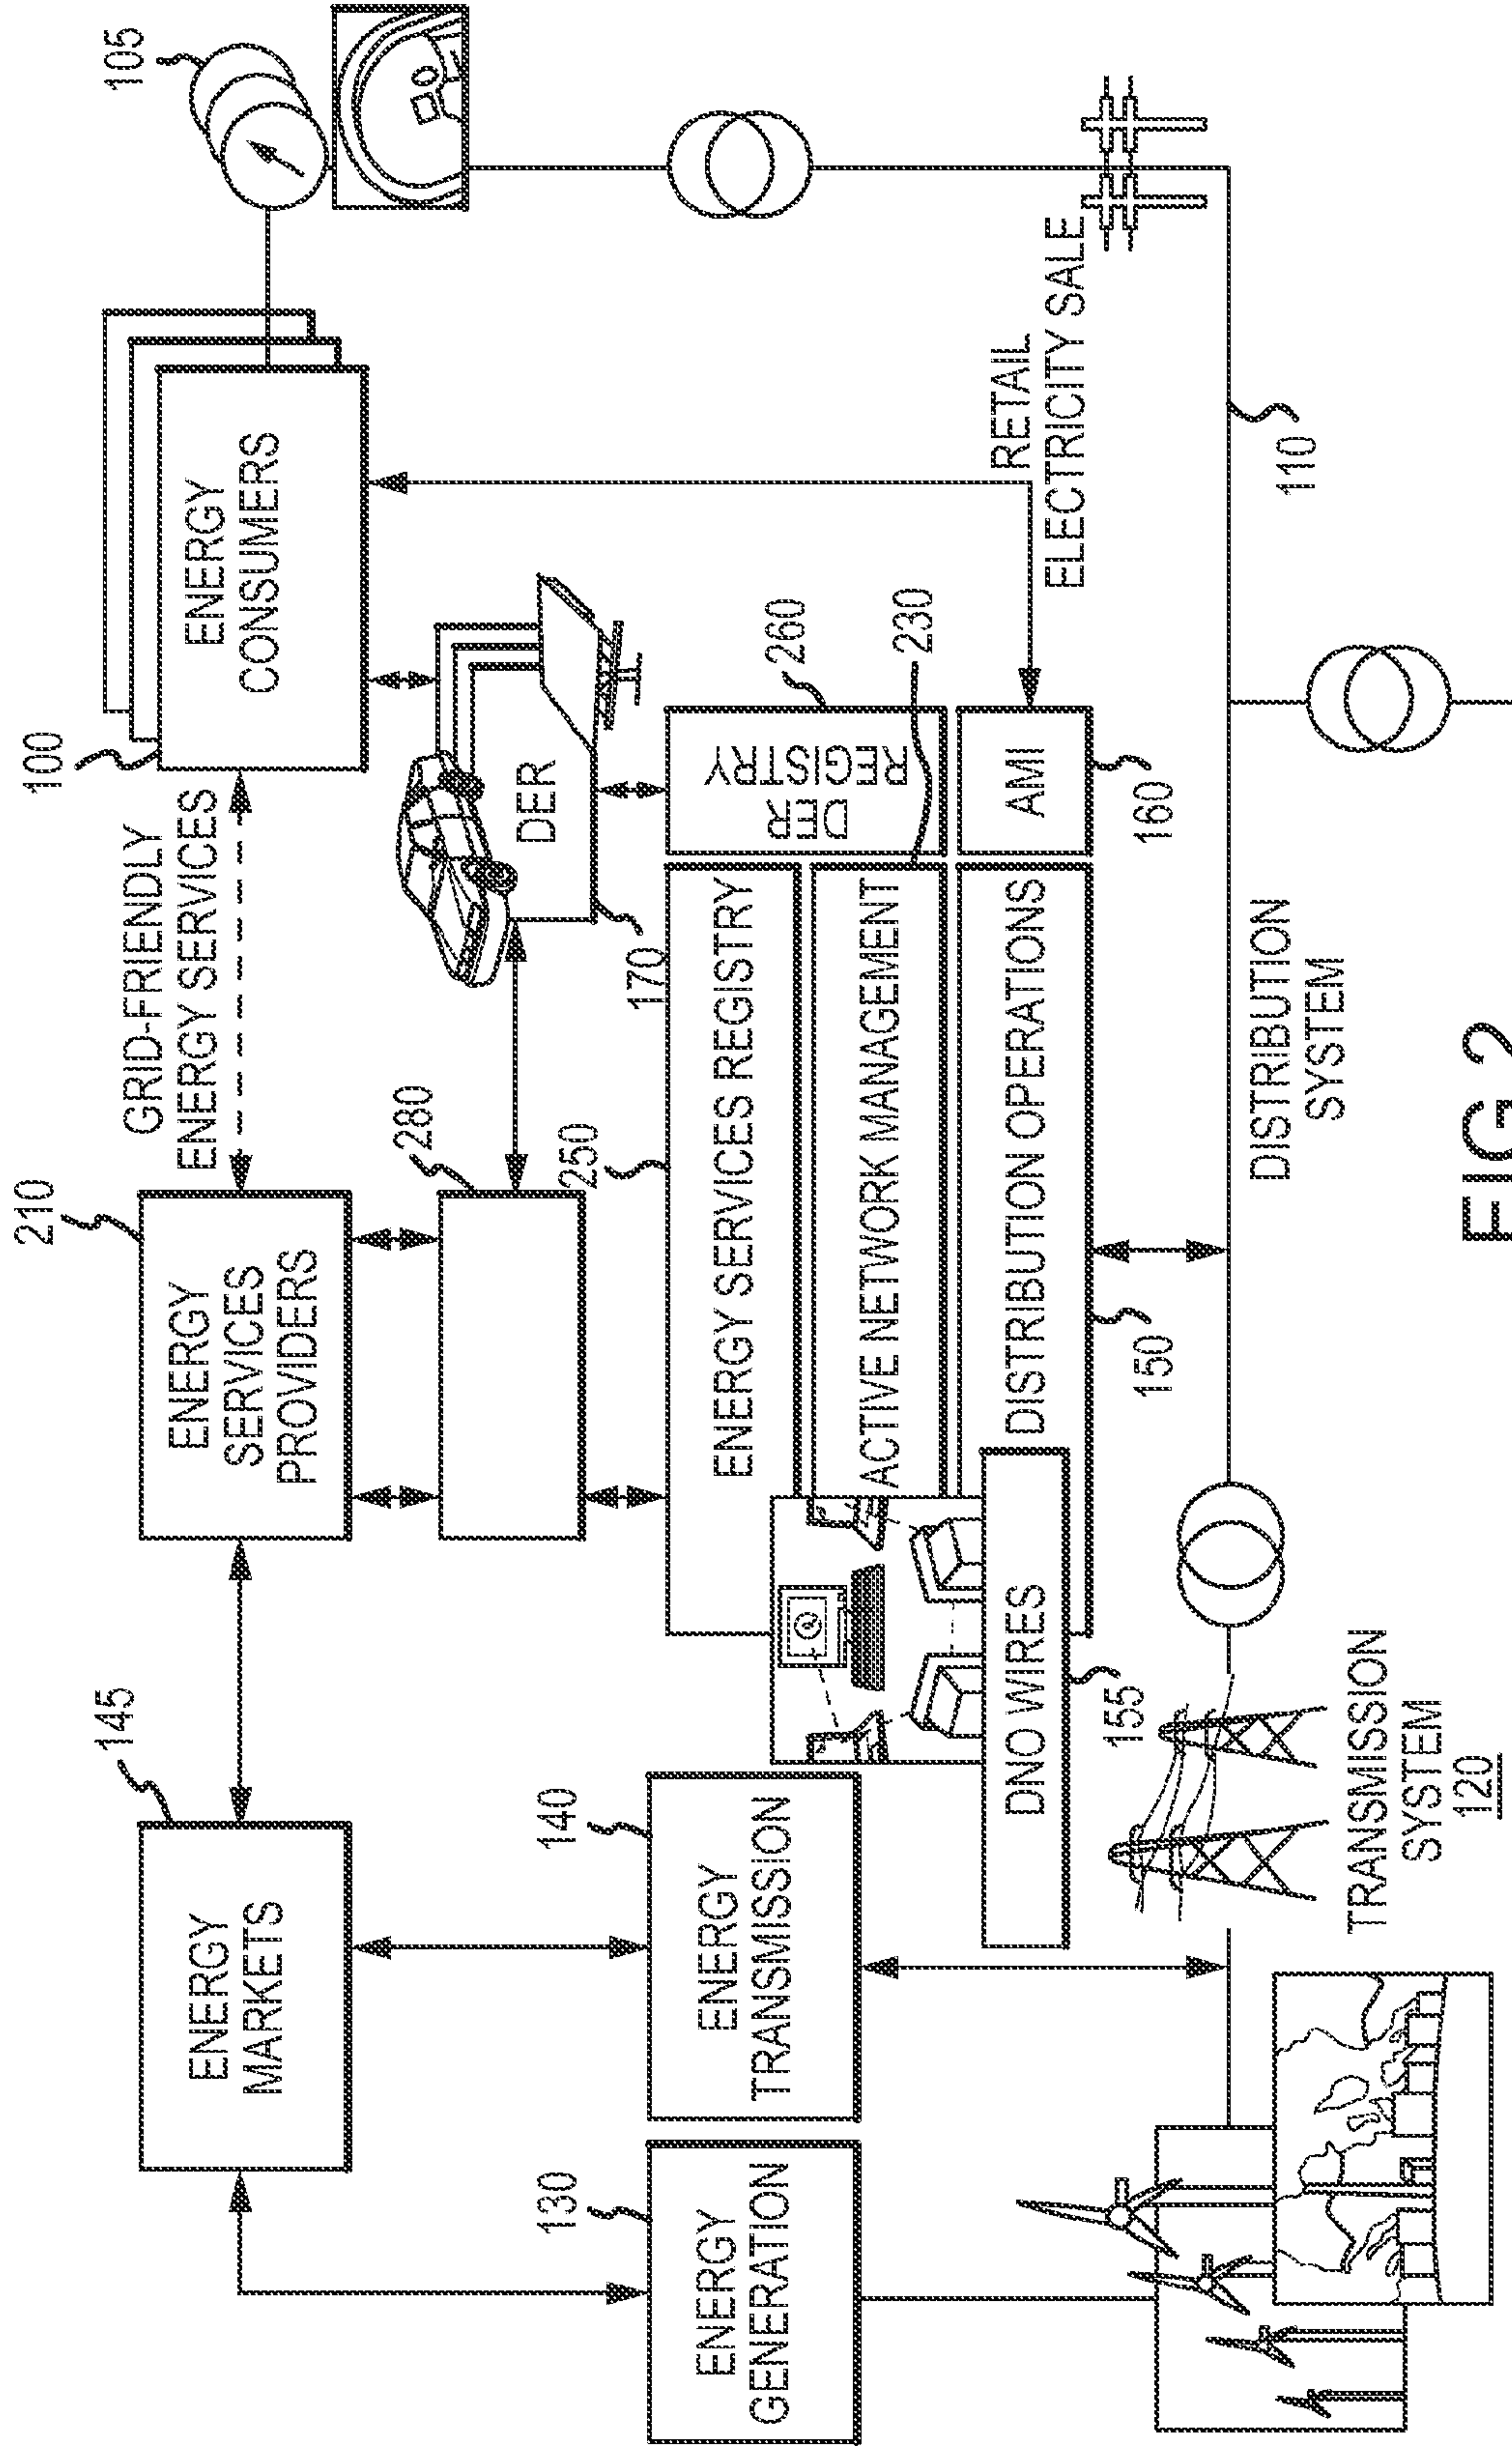 210
145
100
105
GRID-FRIENDLY
ENERGY SERVICES
ENERGY
MARKETS
ENERGY
SERVICES
PROVIDERS
ENERGY
CONSUMERS
280
DER
170
130
140
250
260
230
ENERGY
GENERATION
ENERGY
TRANSMISSION
ENERGY SERVICES REGISTRY
ACTIVE NETWORK MANAGEMENT
DISTRIBUTION OPERATIONS
DNO WIRES
DER
REGISTRY
AMI
RETAIL
ELECTRICITY SALE
155
150
160
110
TRANSMISSION
SYSTEM
120
DISTRIBUTION
SYSTEM
FIG 2